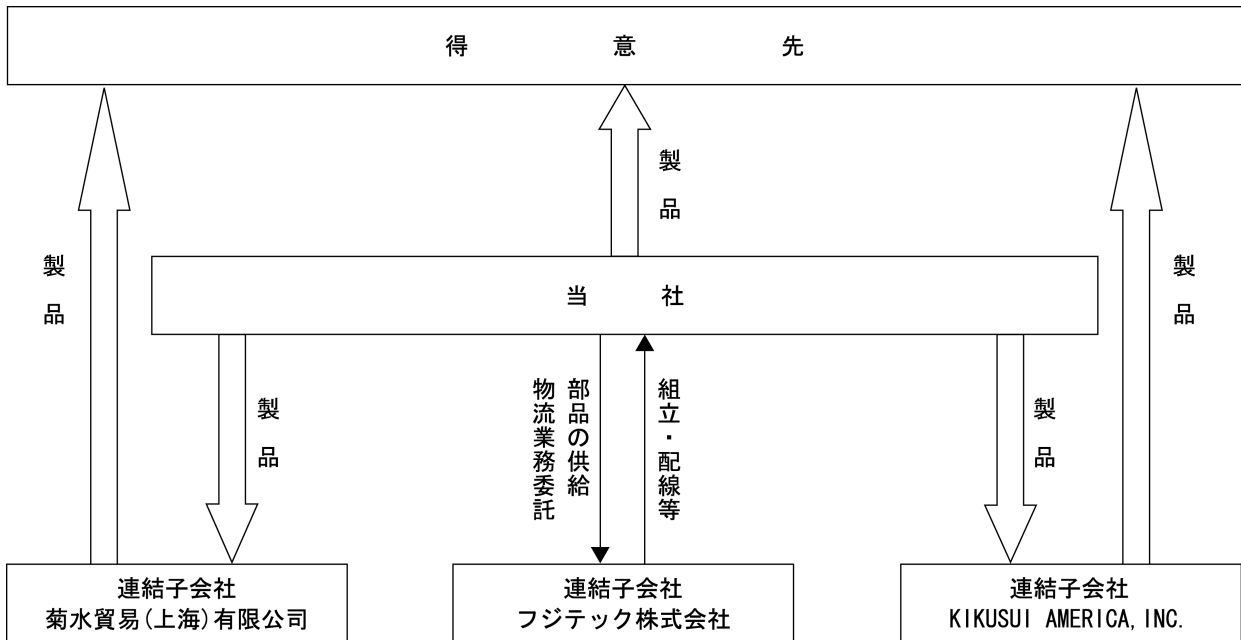 得意先
製品
製品
製品
当社
製品
部品の供給
物流業務委託
組立・配線等
製品
連結子会社
菊水貿易(上海)有限公司
連結子会社
フジテック株式会社
連結子会社
KIKUSUI AMERICA, INC.